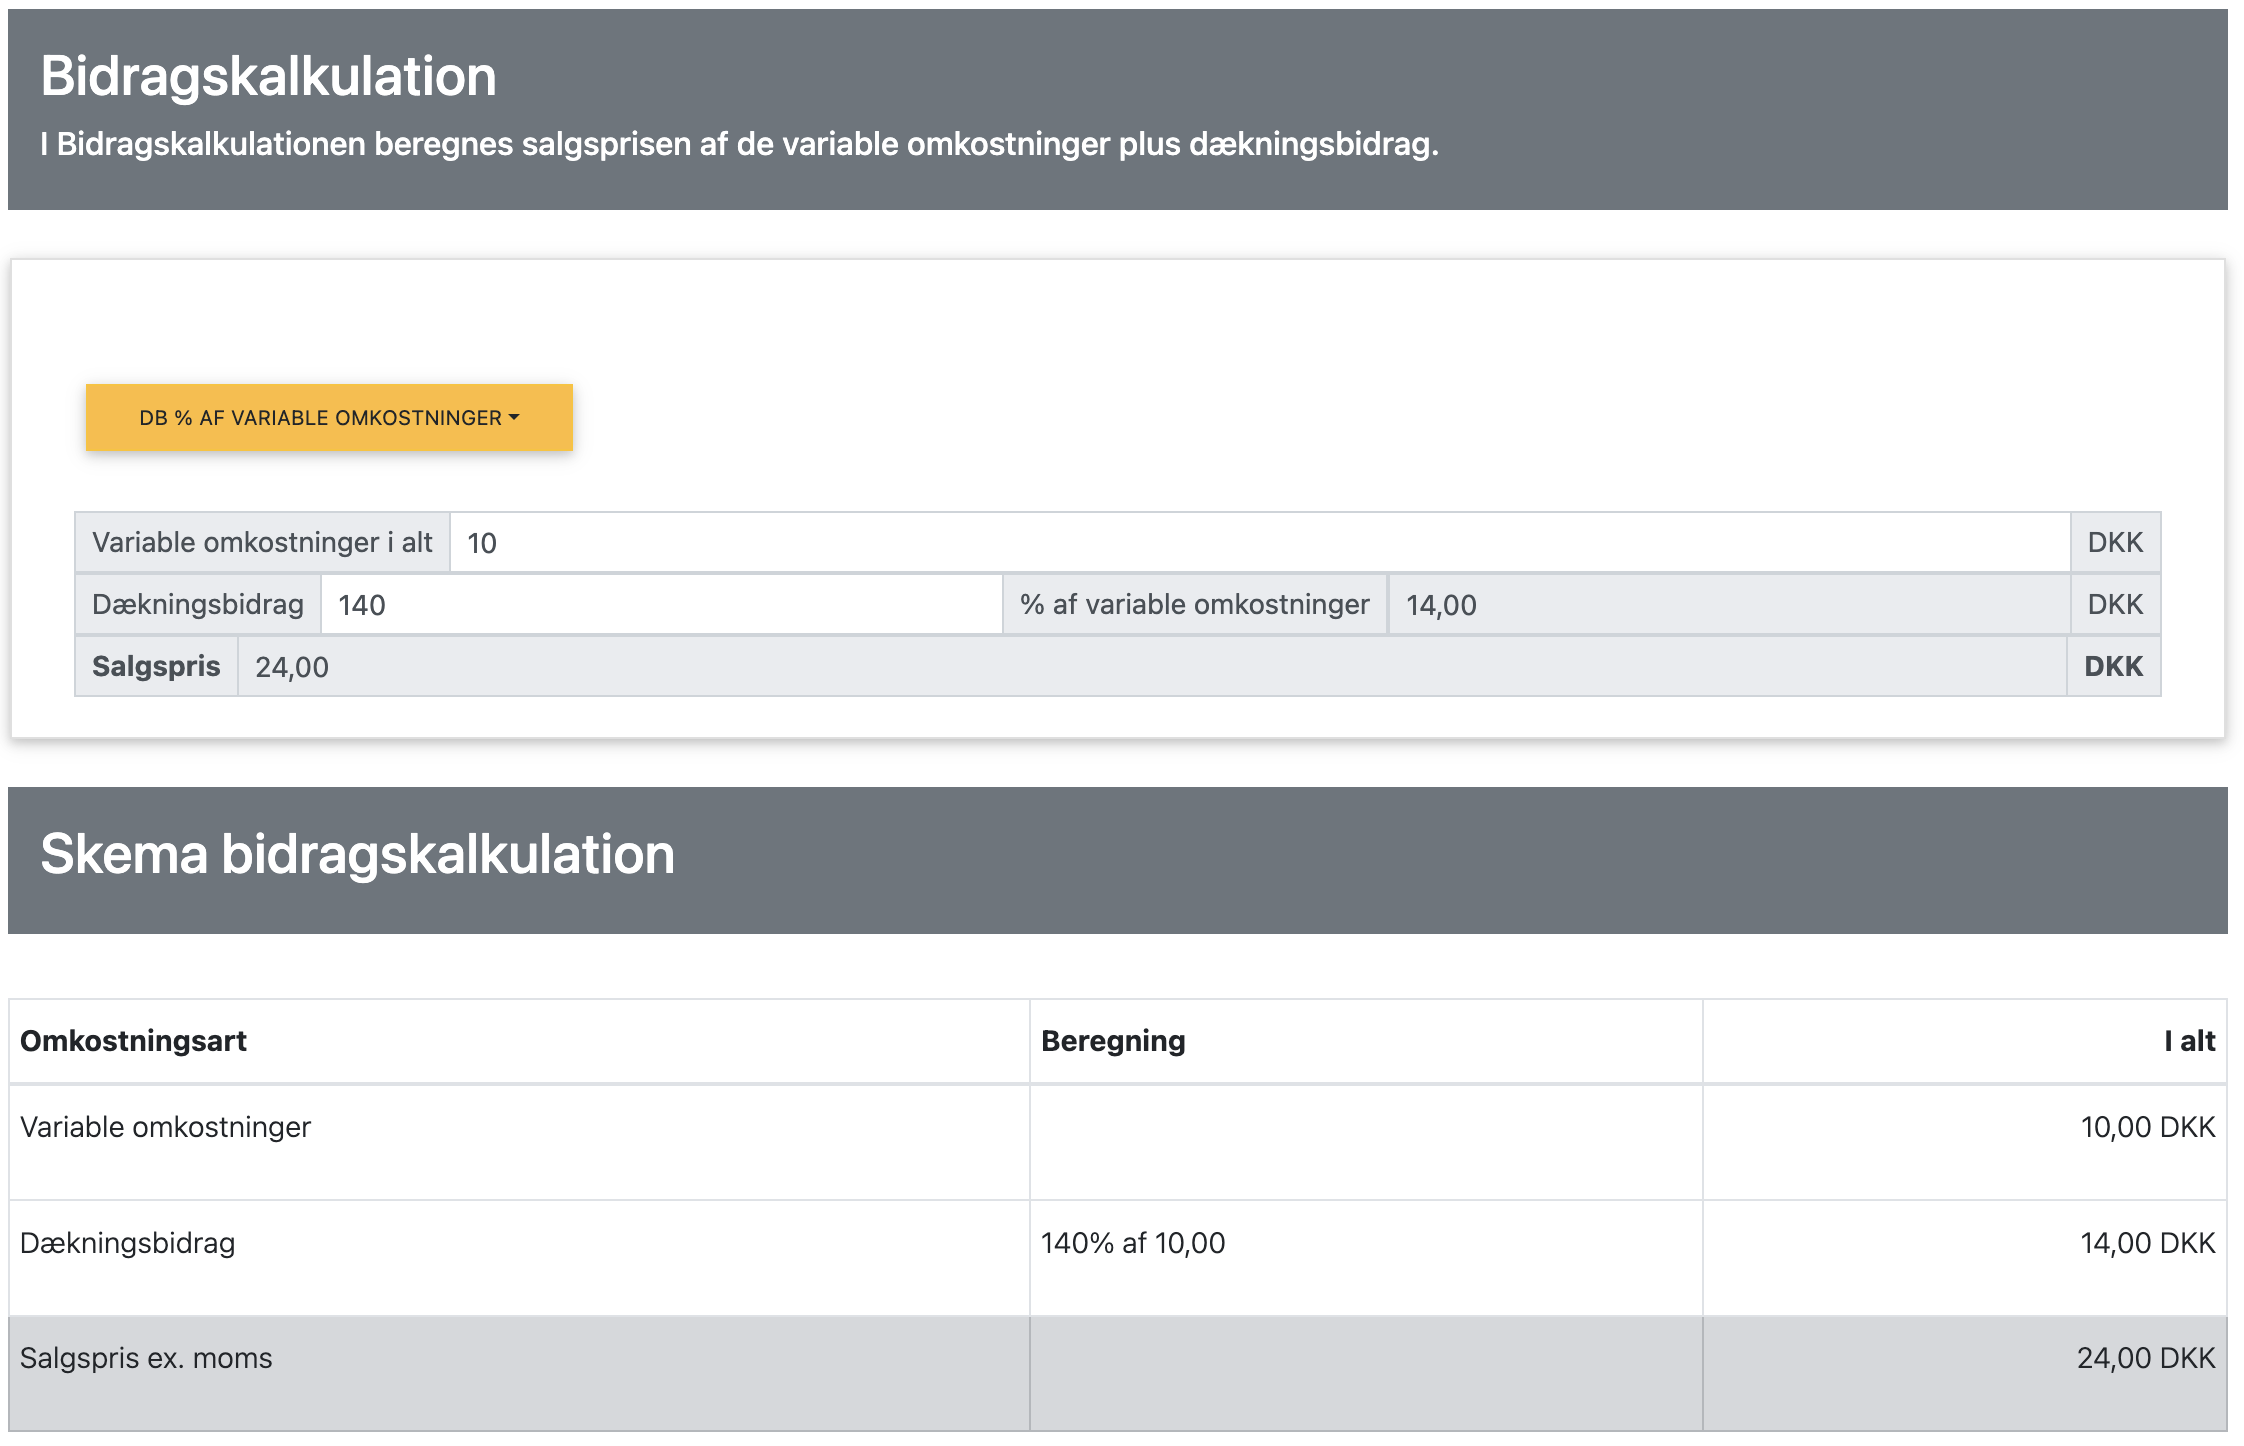 Bidragskalkulation
I Bidragskalkulationen beregnes salgsprisen af de variable omkostninger plus dækningsbidrag.
DB % AF VARIABLE OMKOSTNINGER
Variable omkostninger i alt 10 DKK
Dækningsbidrag 140 % af variable omkostninger 14,00 DKK
Salgspris 24,00 DKK
Skema bidragskalkulation
Omkostningsart Beregning I alt
Variable omkostninger 10,00 DKK
Dækningsbidrag 140% af 10,00 14,00 DKK
Salgspris ex. moms 24,00 DKK